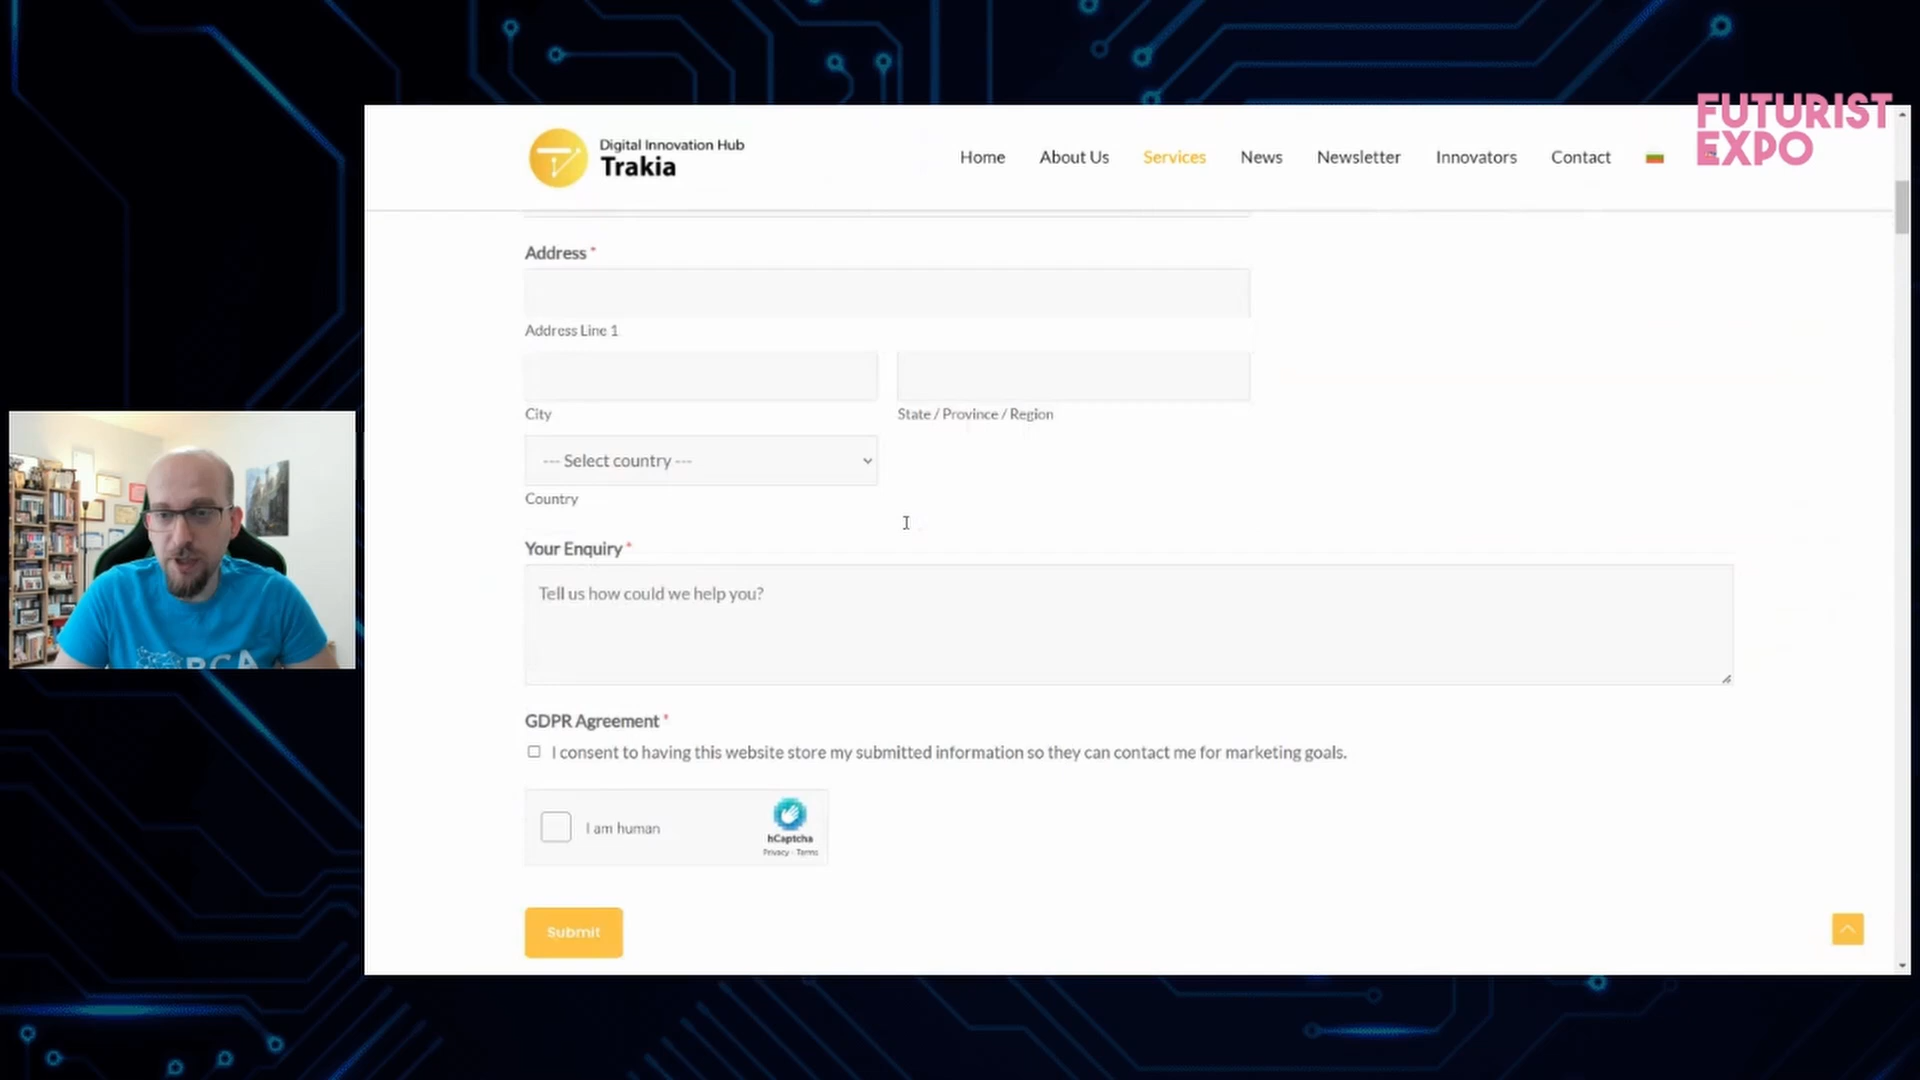 FUTURIST
EXPO
Digital Innovation Hub
Trakia
Home
About Us
Services
News
Newsletter
Innovators
Contact
Address *
Address Line 1
City
State / Province / Region
--- Select country ---
Country
Your Enquiry *
Tell us how could we help you?
GDPR Agreement *
I consent to having this website store my submitted information so they can contact me for marketing goals.
I am human
hCaptcha
Privacy - Terms
Submit